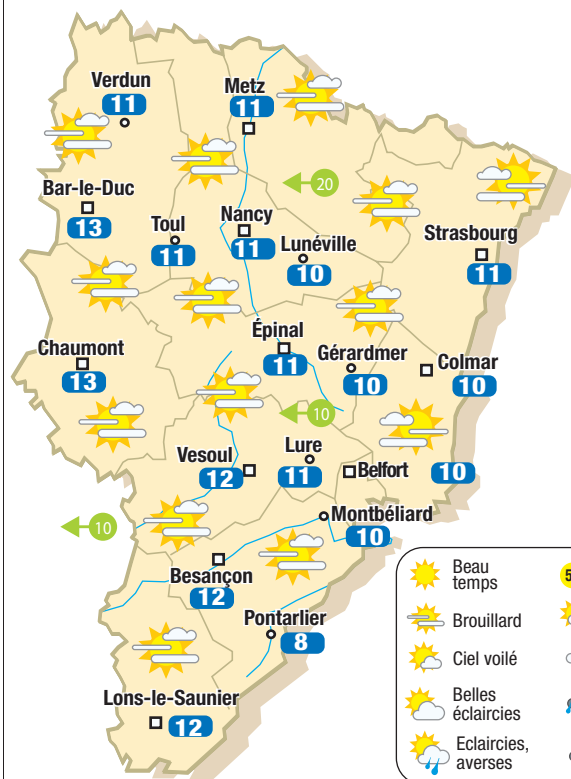 Verdun
11
Metz
11
20
Bar-le-Duc
13
Toul
11
Nancy
11
Lunéville
10
Strasbourg
11
Chaumont
13
Épinal
11
Gérardmer
10
Colmar
10
10
Vesoul
12
Lure
11
Belfort
10
10
Montbéliard
10
Besançon
12
Pontarlier
8
Lons-le-Saunier
12
Beau
temps
5
Brouillard
Ciel voilé
Belles
éclaircies
Eclaircies,
averses